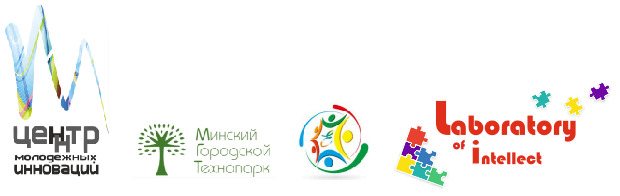 центр
молодежных
инноваций
Минский
Городской
Технопарк
Laboratory
of Intellect